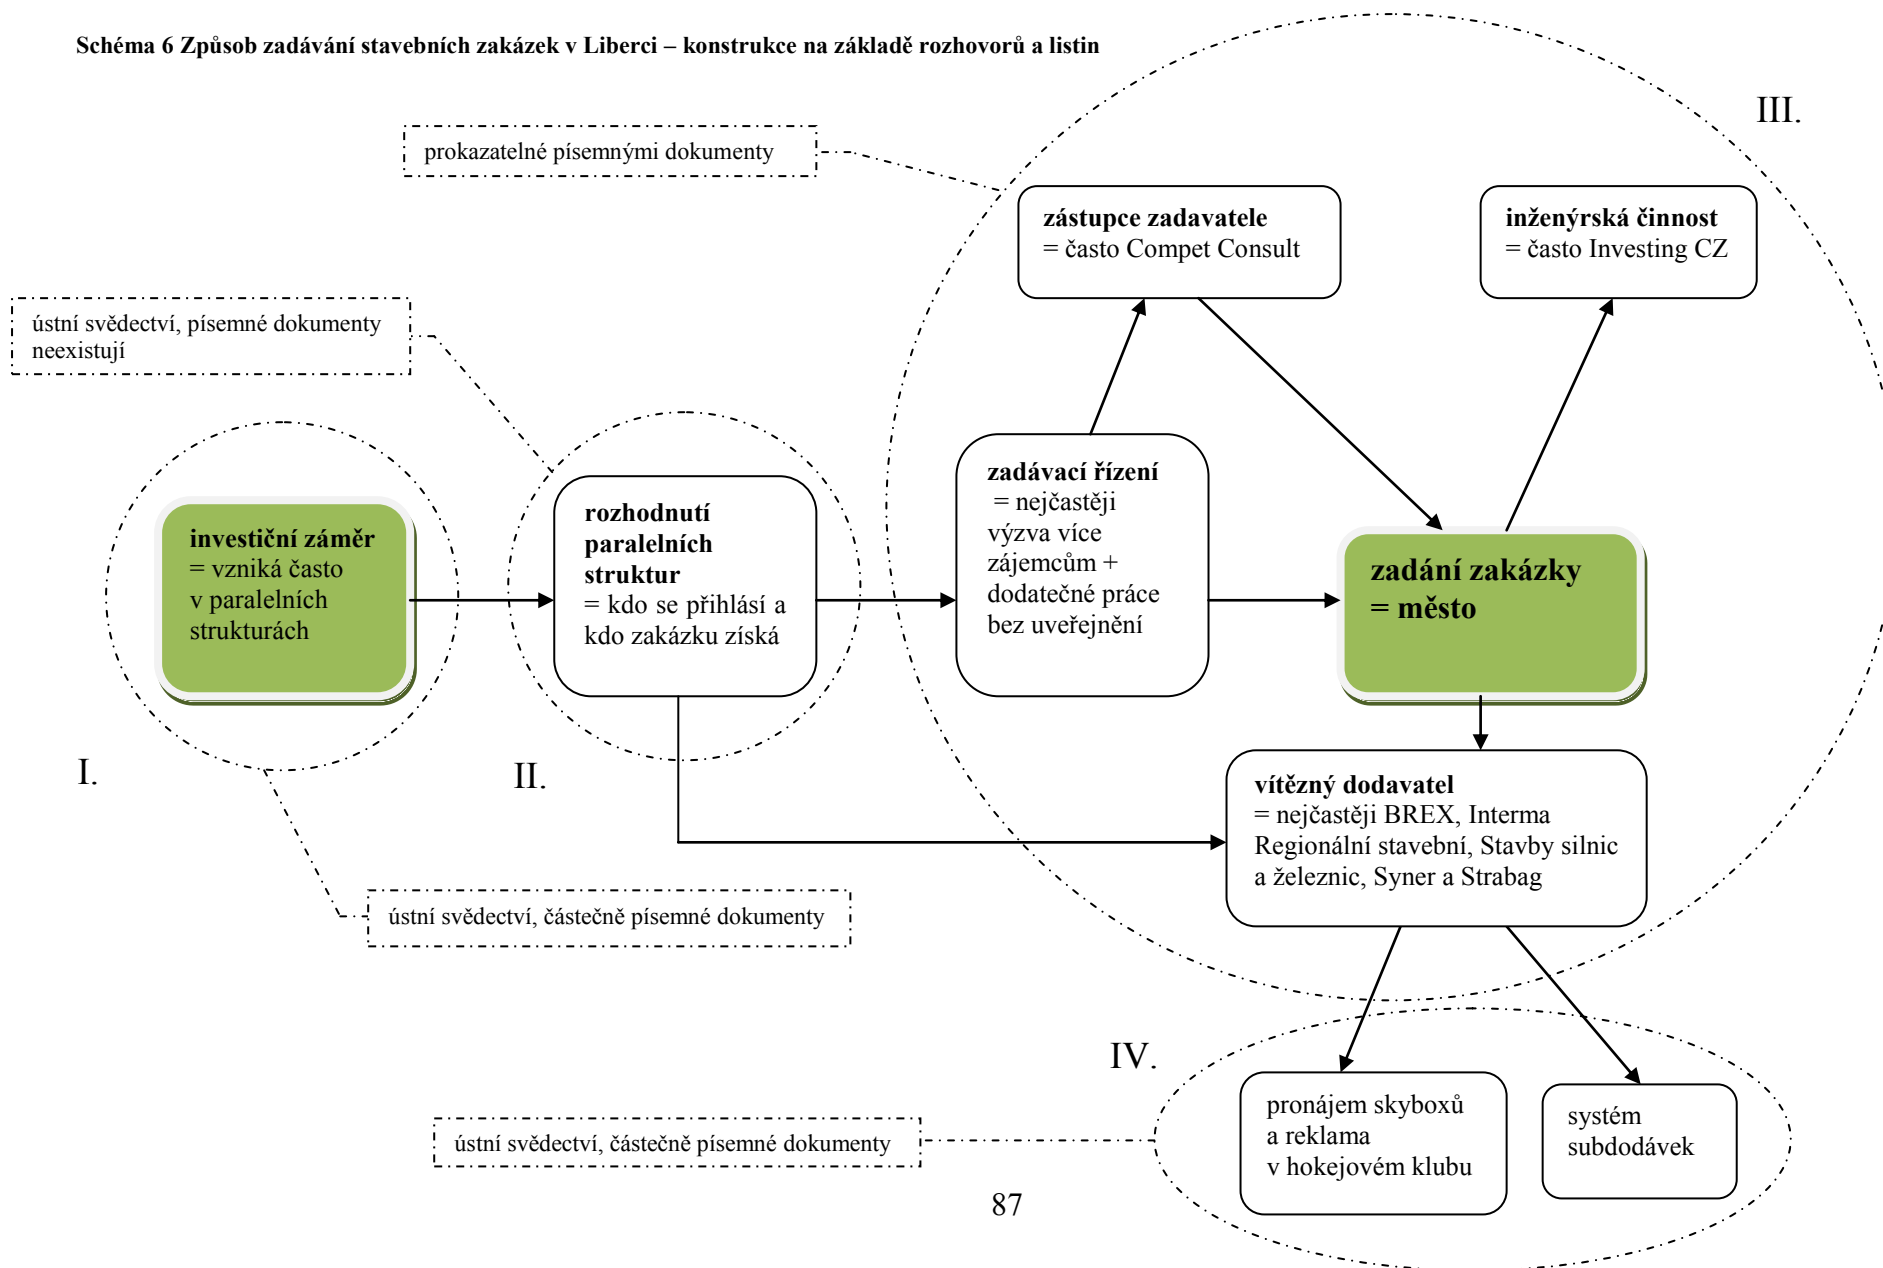 Schéma 6 Způsob zadávání stavebních zakázek v Liberci – konstrukce na základě rozhovorů a listin
III.
prokazatelné písemnými dokumenty
zástupce zadavatele
= často Compet Consult
inženýrská činnost
= často Investing CZ
ústní svědectví, písemné dokumenty
neexistují
investiční záměr
= vzniká často
v paralelních
strukturách
rozhodnutí
paralelních
struktur
= kdo se přihlásí a
kdo zakázku získá
zadávací řízení
= nejčastěji
výzva více
zájemcům +
dodatečné práce
bez uveřejnění
zadání zakázky
= město
I.
II.
vítězný dodavatel
= nejčastěji BREX, Interma
Regionální stavební, Stavby silnic
a železnic, Syner a Strabag
ústní svědectví, částečně písemné dokumenty
IV.
pronájem skyboxů
a reklama
v hokejovém klubu
systém
subdodávek
ústní svědectví, částečně písemné dokumenty
87